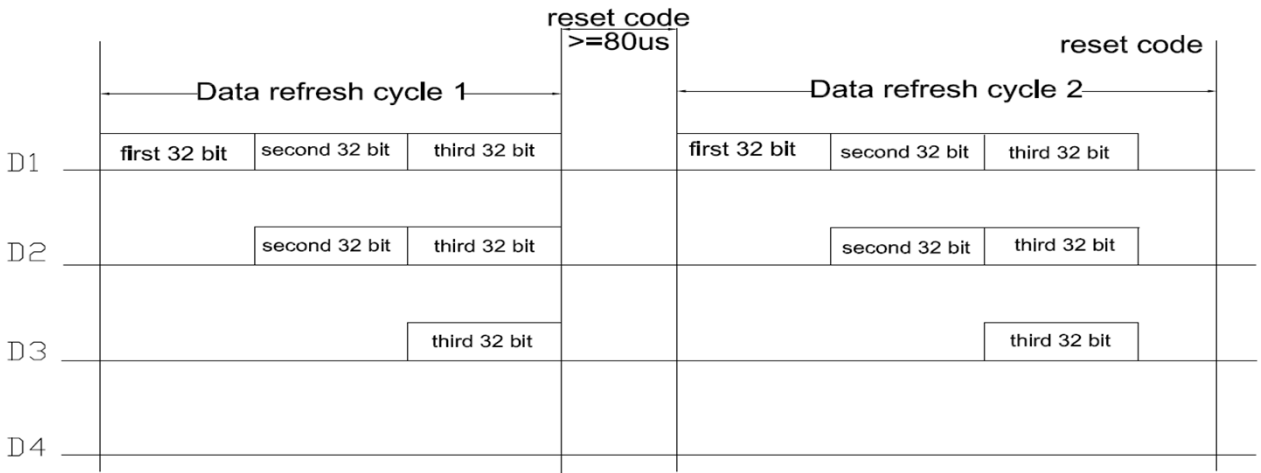 reset code
>=80us
reset code
Data refresh cycle 1
Data refresh cycle 2
D1 first 32 bit second 32 bit third 32 bit first 32 bit second 32 bit third 32 bit
D2 second 32 bit third 32 bit second 32 bit third 32 bit
D3 third 32 bit third 32 bit
D4